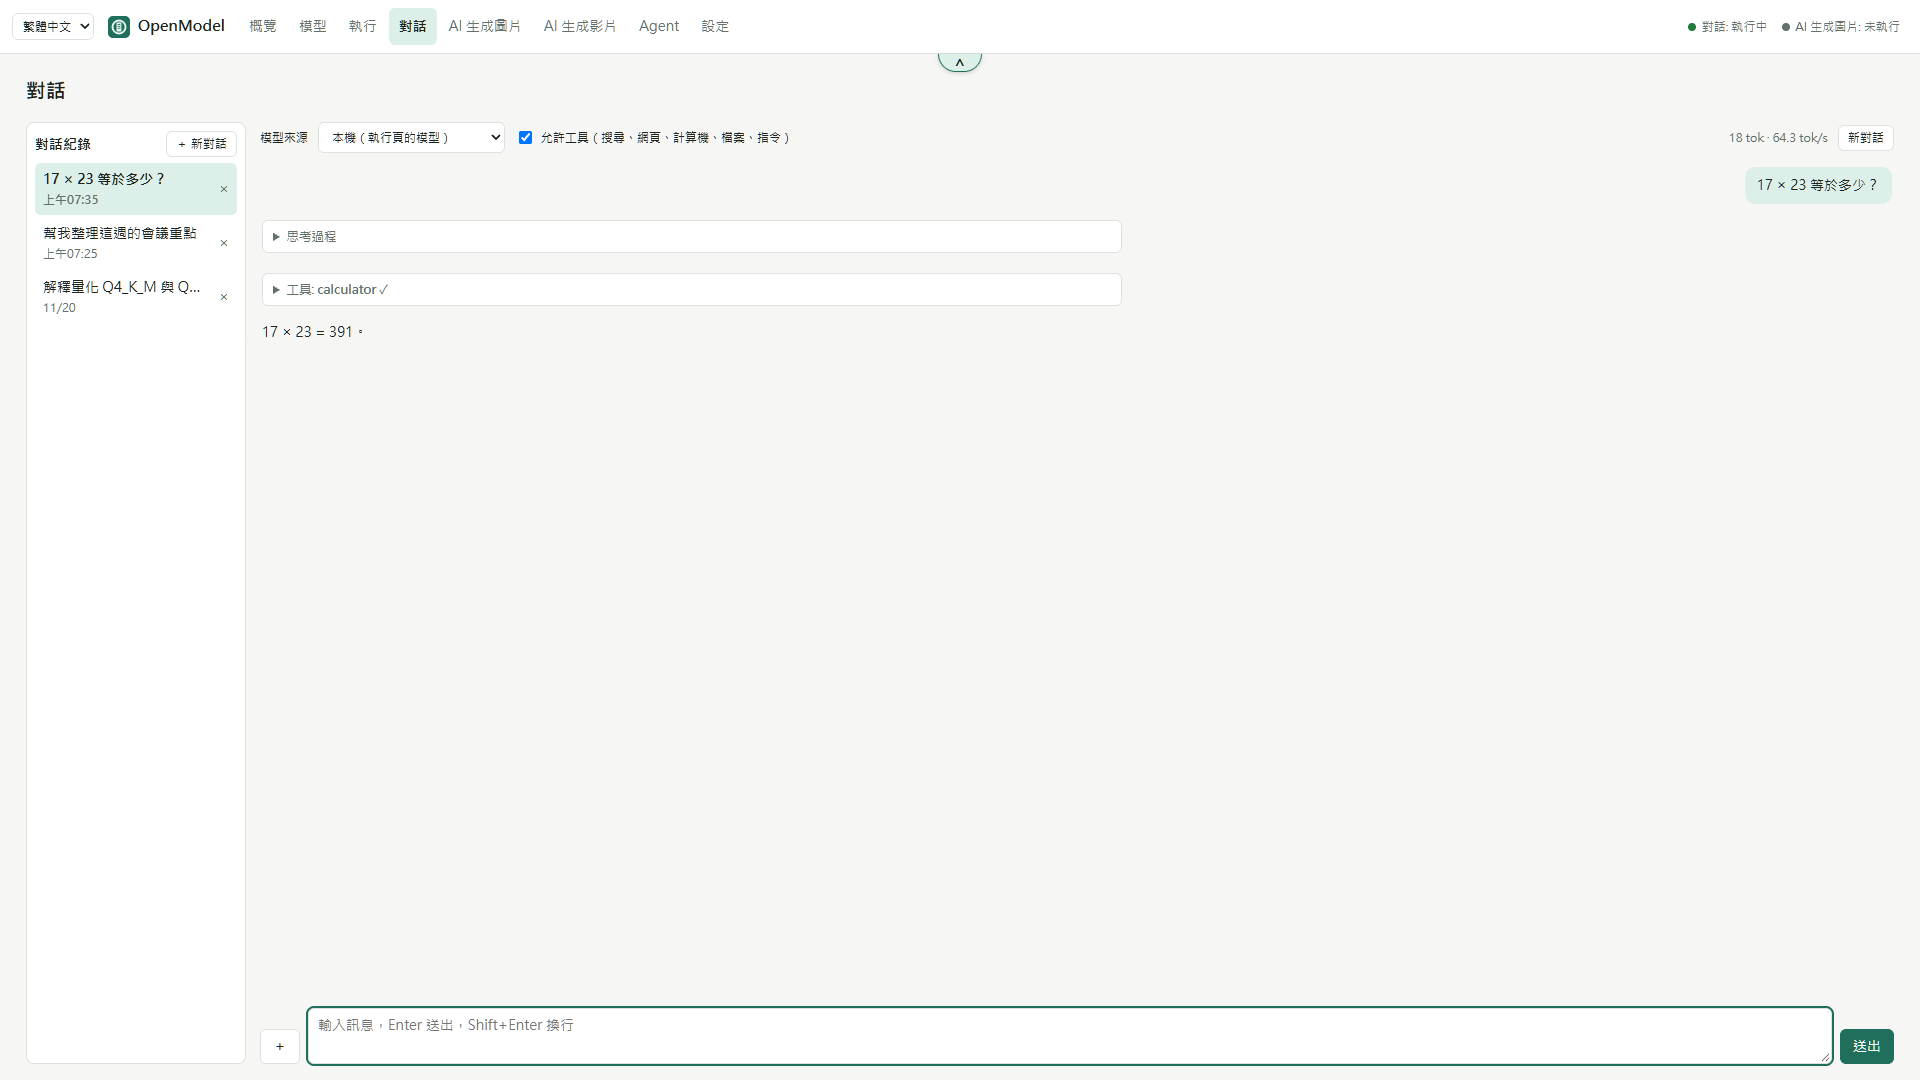 繁體中文
OpenModel
概覽
模型
執行
對話
AI 生成圖片
AI 生成影片
Agent
設定
對話: 執行中
AI 生成圖片: 未執行
對話
對話紀錄
+ 新對話
17 × 23 等於多少？
上午07:35
×
幫我整理這週的會議重點
上午07:25
×
解釋量化 Q4_K_M 與 Q...
11/20
×
模型來源
本機（執行頁的模型）
允許工具（搜尋、網頁、計算機、檔案、指令）
18 tok · 64.3 tok/s
新對話
17 × 23 等於多少？
思考過程
工具: calculator ✓
17 × 23 = 391。
+
輸入訊息，Enter 送出，Shift+Enter 換行
送出